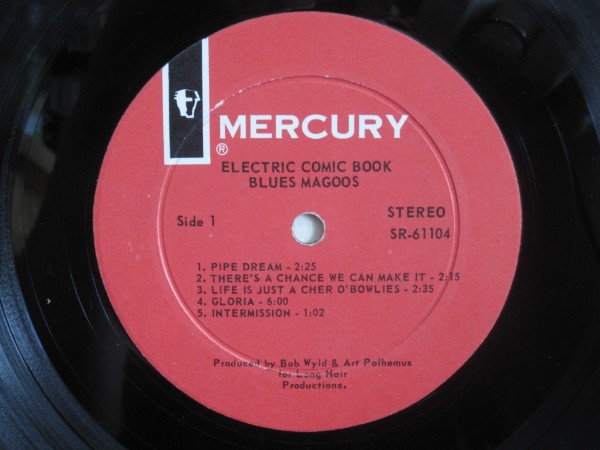 MERCURY
®
ELECTRIC COMIC BOOK
BLUES MAGOOS
Side 1
STEREO
SR-61104
1. PIPE DREAM - 2:25
2. THERE'S A CHANCE WE CAN MAKE IT - 2:15
3. LIFE IS JUST A CHER O'BOWLIES - 2:35
4. GLORIA - 6:00
5. INTERMISSION - 1:02
Produced by Bob Wyld & Art Polhemus
for Long Hair
Productions.